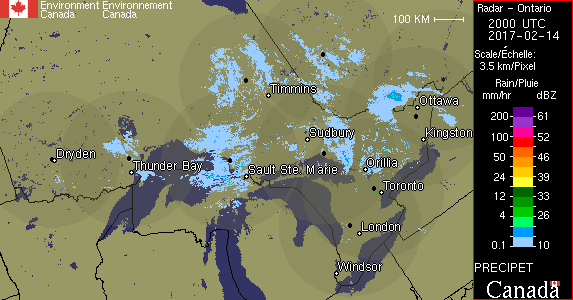 Environment Environnement
Canada Canada
100 KM
Timmins
Ottawa
Sudbury
Kingston
Dryden
Thunder Bay
Sault Ste. Marie
Orillia
Toronto
London
Windsor
Radar - Ontario
2000 UTC
2017-02-14
Scale/Échelle:
3.5 km/Pixel
Rain/Pluie
mm/hr dBZ
200 61
100 52
50 46
24 39
12 34
4 26
0.1 10
PRECIPET
Canada